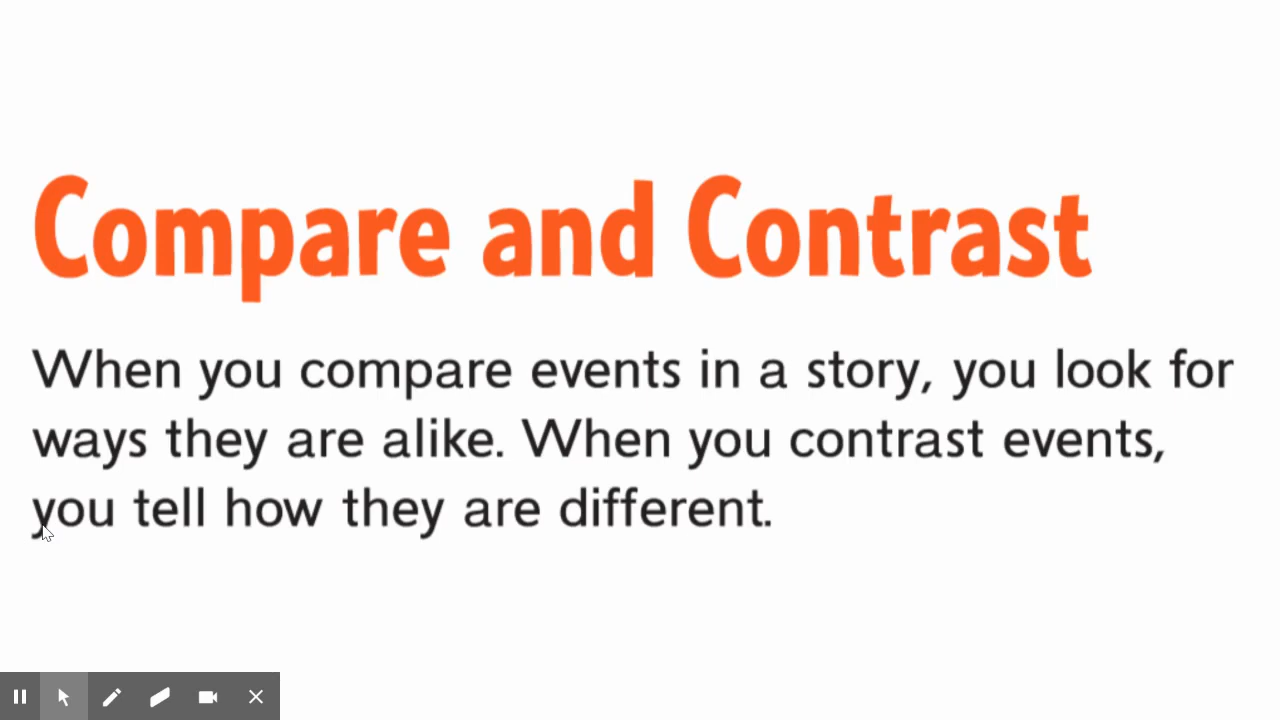 Compare and Contrast
When you compare events in a story, you look for
ways they are alike. When you contrast events,
you tell how they are different.